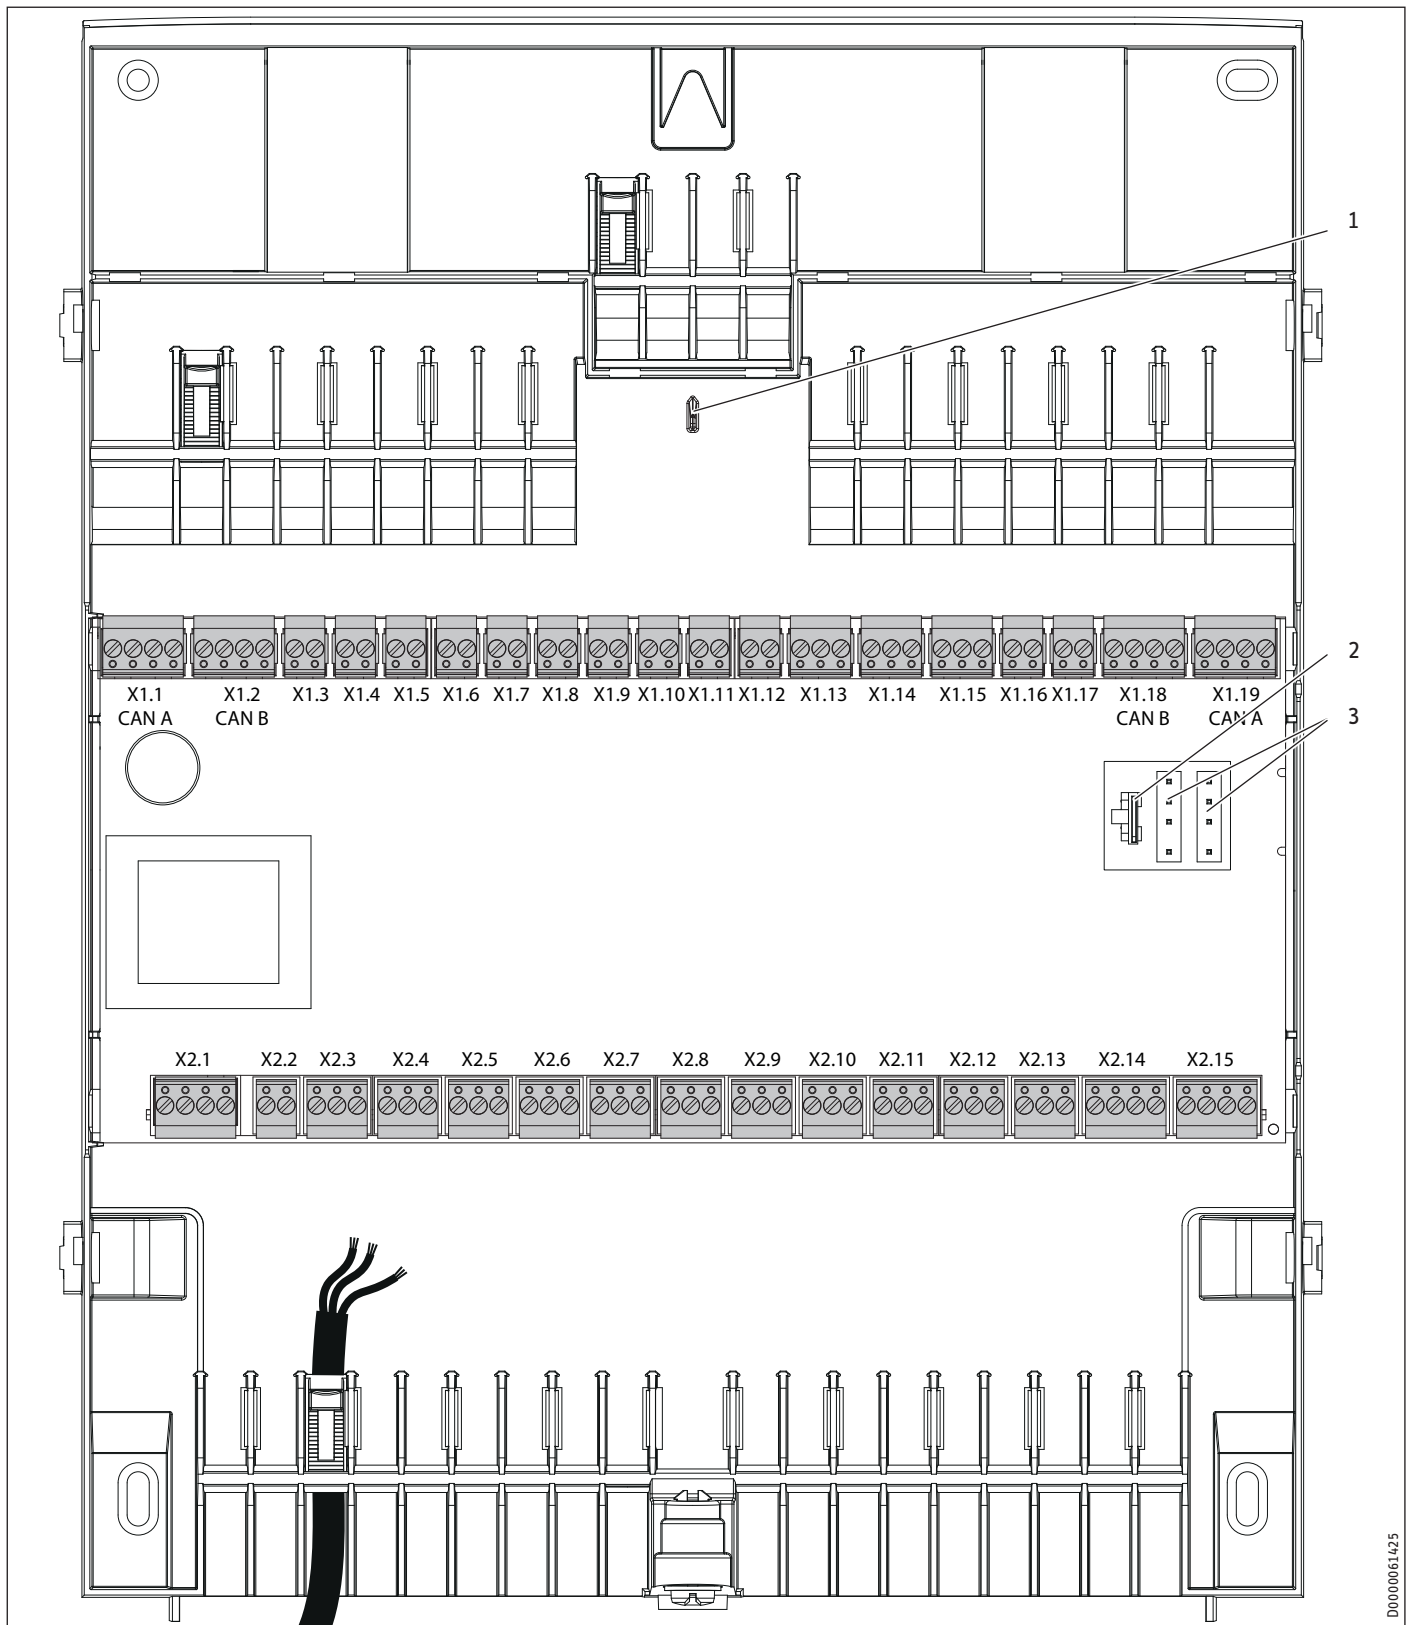 1
X1.1 X1.2 X1.3 X1.4 X1.5 X1.6 X1.7 X1.8 X1.9 X1.10 X1.11 X1.12 X1.13 X1.14 X1.15 X1.16 X1.17 X1.18 X1.19
CAN A CAN B CAN B CAN A
2
3
X2.1 X2.2 X2.3 X2.4 X2.5 X2.6 X2.7 X2.8 X2.9 X2.10 X2.11 X2.12 X2.13 X2.14 X2.15
D0000061425